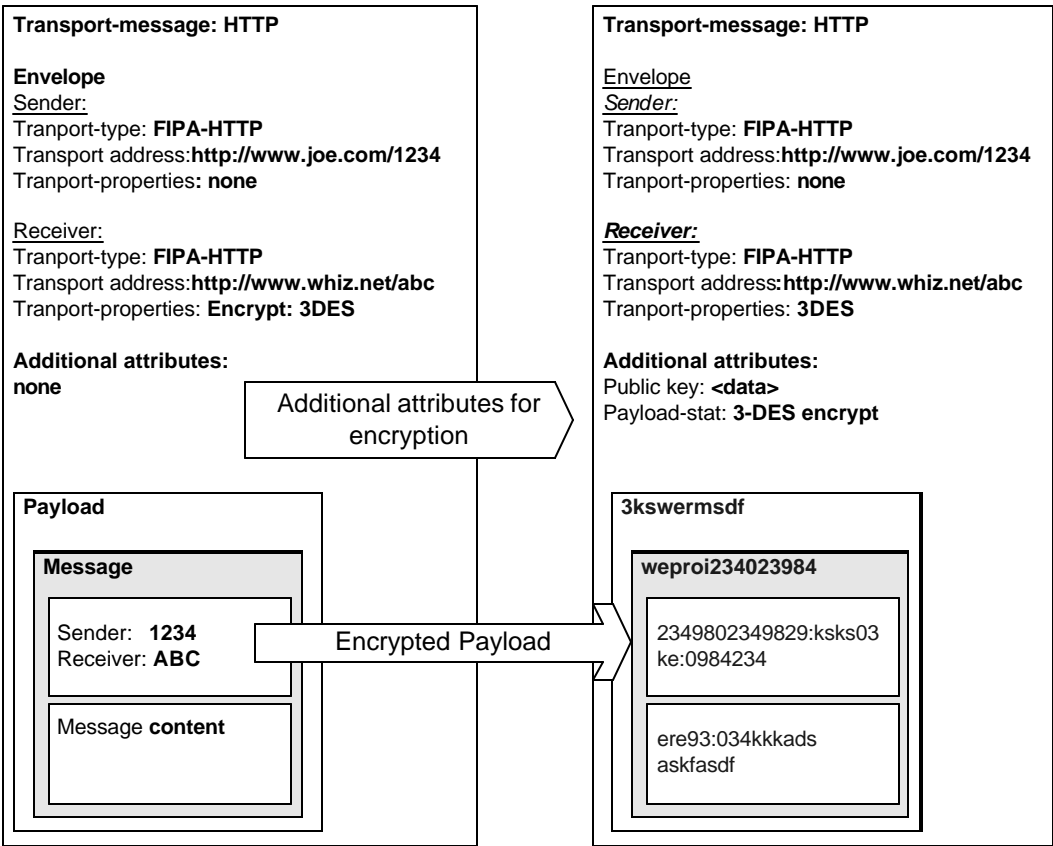 Transport-message: HTTP
Envelope
Sender:
Tranport-type: FIPA-HTTP
Transport address:http://www.joe.com/1234
Tranport-properties: none
Receiver:
Tranport-type: FIPA-HTTP
Transport address:http://www.whiz.net/abc
Tranport-properties: Encrypt: 3DES
Additional attributes:
none
Additional attributes for
encryption
Payload
Message
Sender: 1234
Receiver: ABC
Message content
Encrypted Payload
Transport-message: HTTP
Envelope
Sender:
Tranport-type: FIPA-HTTP
Transport address:http://www.joe.com/1234
Tranport-properties: none
Receiver:
Tranport-type: FIPA-HTTP
Transport address:http://www.whiz.net/abc
Tranport-properties: 3DES
Additional attributes:
Public key: <data>
Payload-stat: 3-DES encrypt
3kswermsdf
weproi234023984
2349802349829:ksks03
ke:0984234
ere93:034kkkads
askfasdf